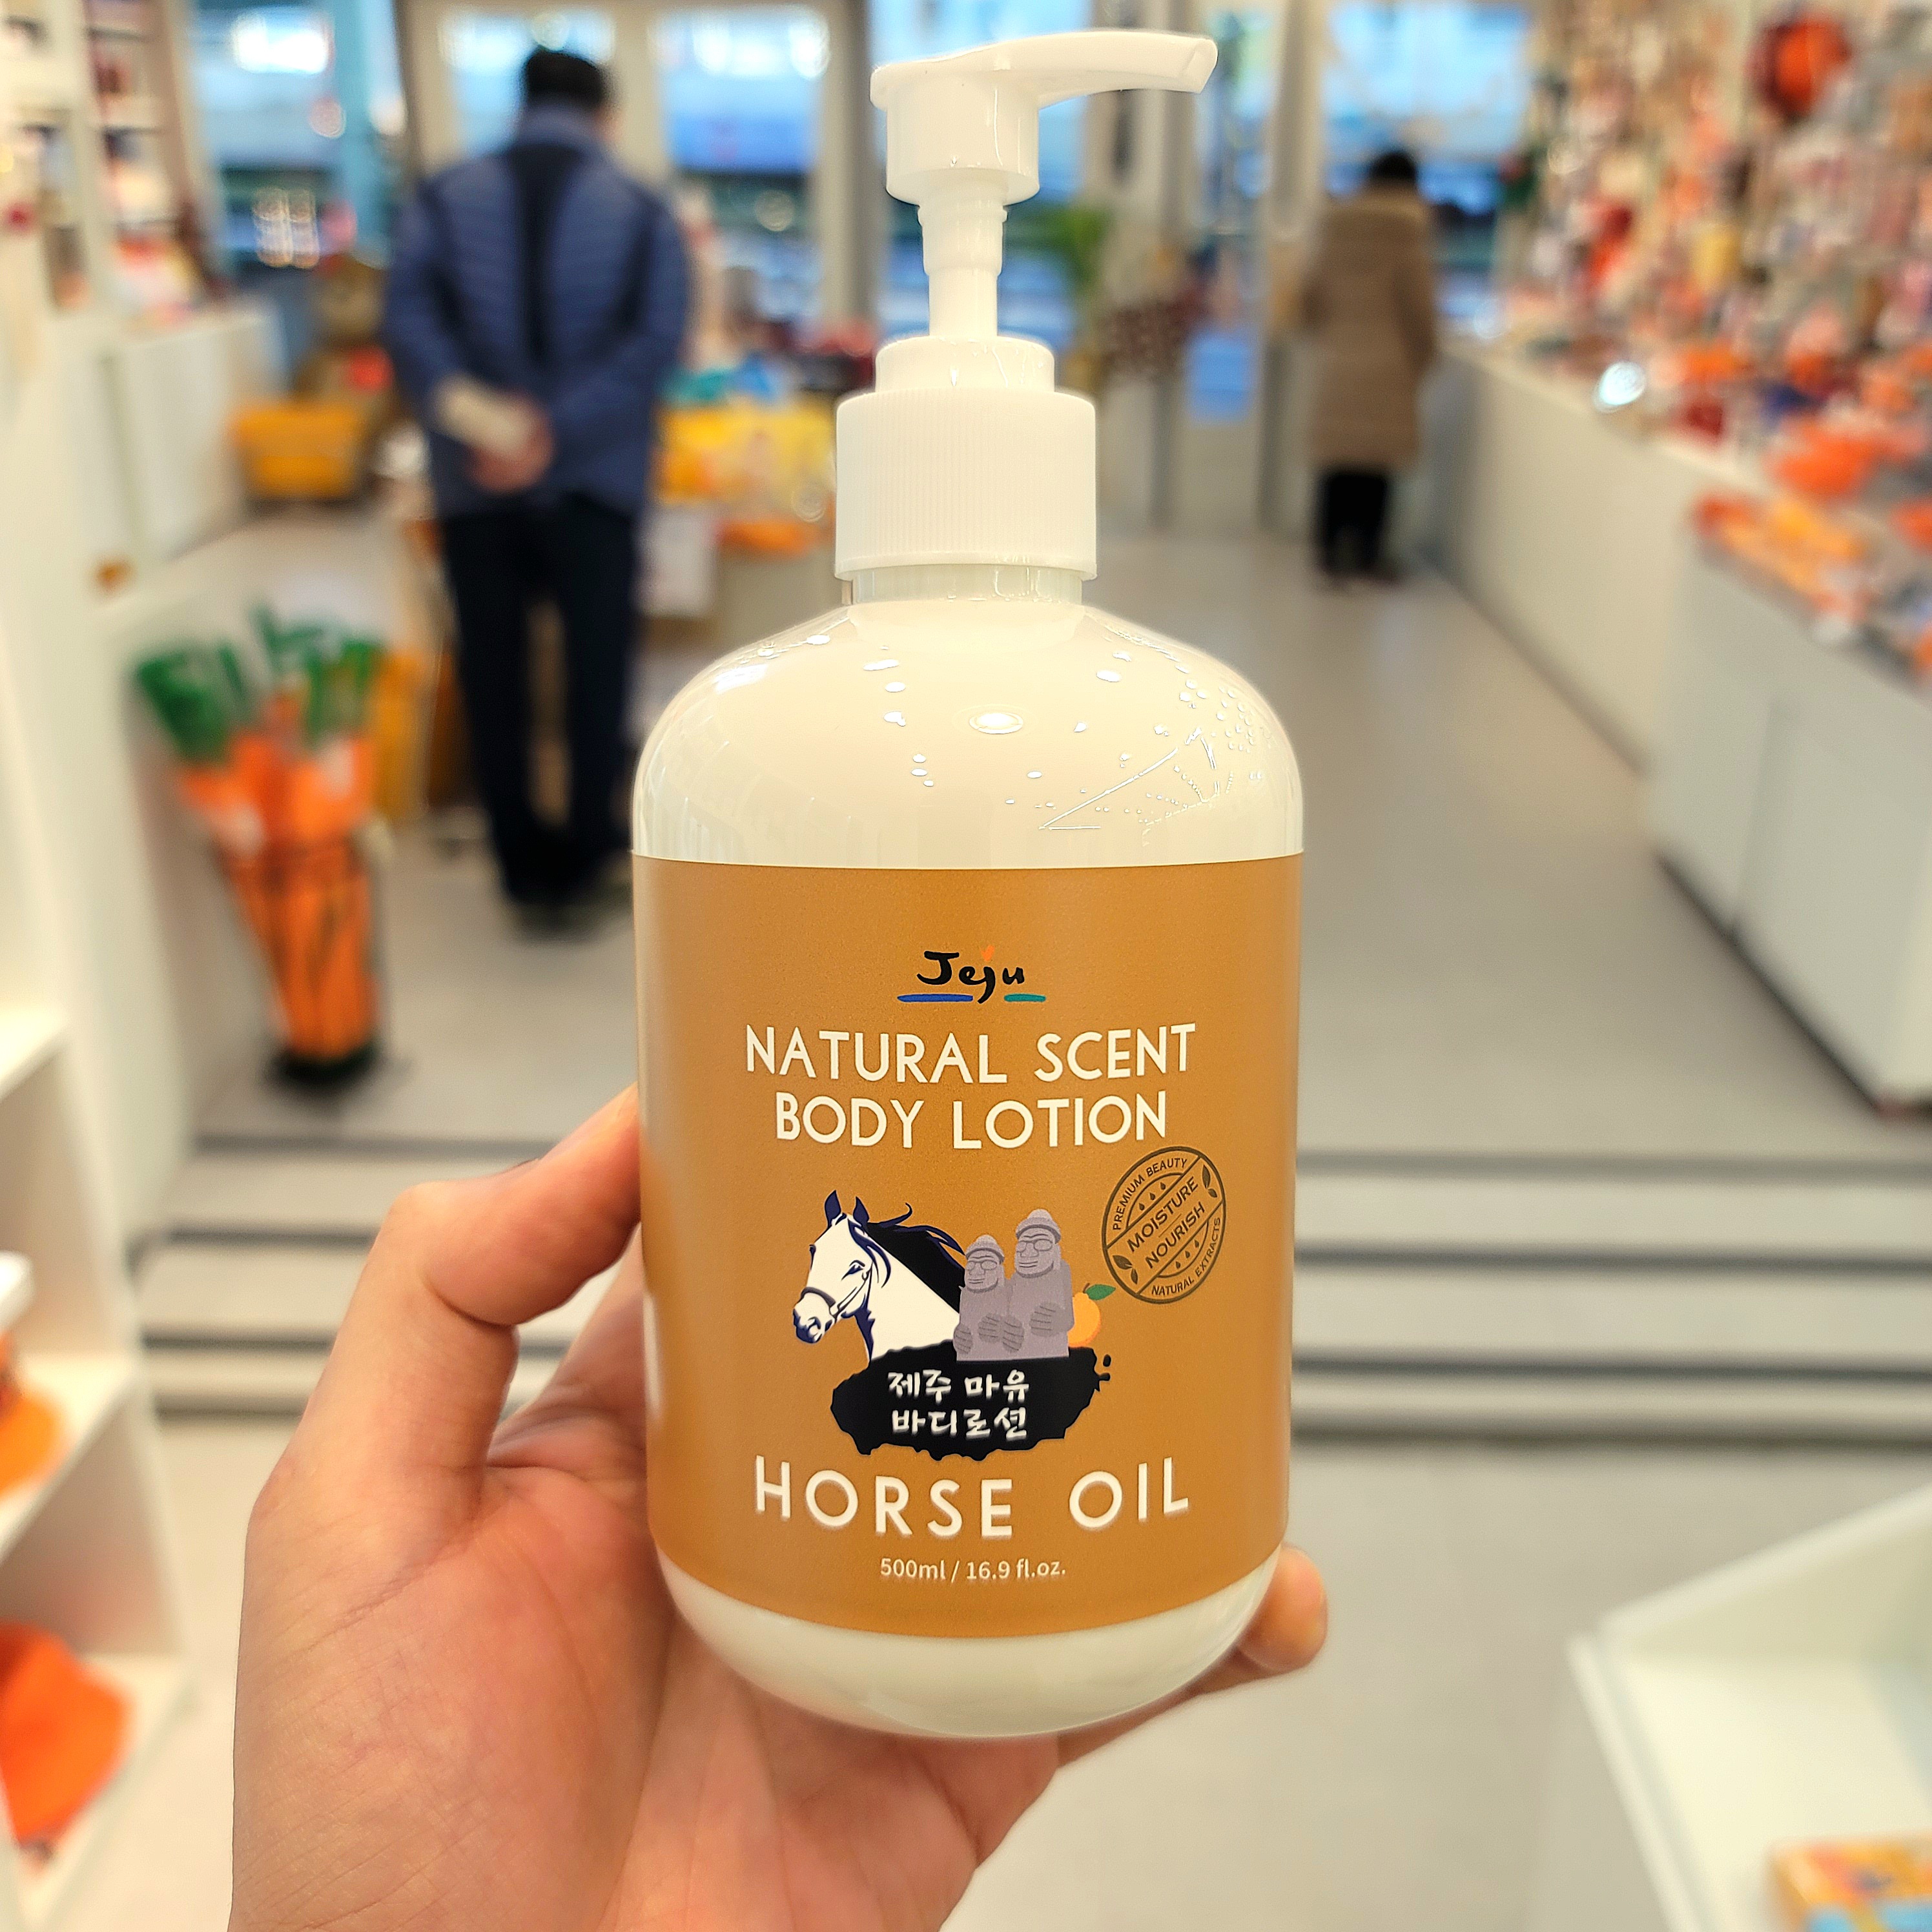 Jeju
NATURAL SCENT
BODY LOTION
PREMIUM BEAUTY
MOISTURE
NOURISH
NATURAL EXTRACTS
제주 마유
바디로션
HORSE OIL
500ml / 16.9 fl.oz.